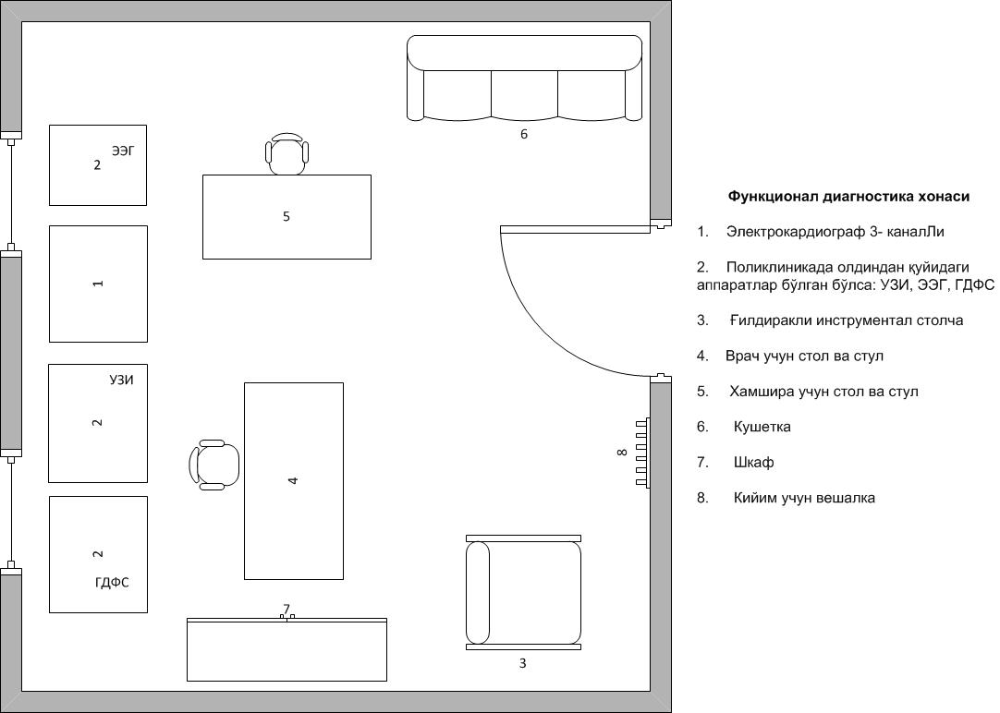 6
ЭЭГ
2
5
1
УЗИ
2
4
8
2
ГДФС
7
3
Функционал диагностика хонаси
1. Электрокардиограф 3- каналЛи
2. Поликлиникада олдиндан қуйидаги
аппаратлар бўлган бўлса: УЗИ, ЭЭГ, ГДФС
3. Ғилдиракли инструментал столча
4. Врач учун стол ва стул
5. Хамшира учун стол ва стул
6. Кушетка
7. Шкаф
8. Кийим учун вешалка